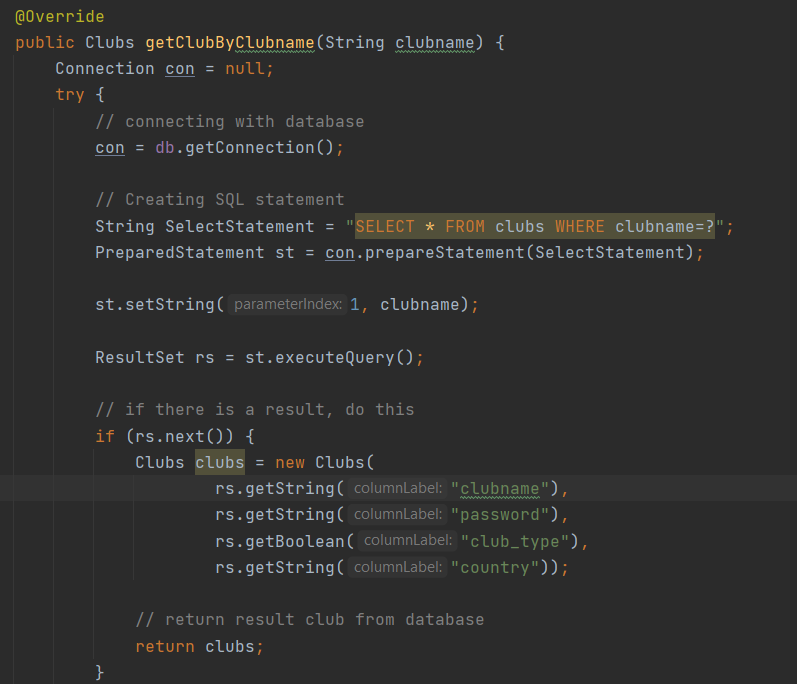 @Override
public Clubs getClubByClubname(String clubname) {
Connection con = null;
try {
// connecting with database
con = db.getConnection();
// Creating SQL statement
String SelectStatement = "SELECT * FROM clubs WHERE clubname=?";
PreparedStatement st = con.prepareStatement(SelectStatement);
st.setString( parameterIndex: 1, clubname);
ResultSet rs = st.executeQuery();
// if there is a result, do this
if (rs.next()) {
Clubs clubs = new Clubs(
rs.getString( columnLabel: "clubname"),
rs.getString( columnLabel: "password"),
rs.getBoolean( columnLabel: "club_type"),
rs.getString( columnLabel: "country"));
// return result club from database
return clubs;
}